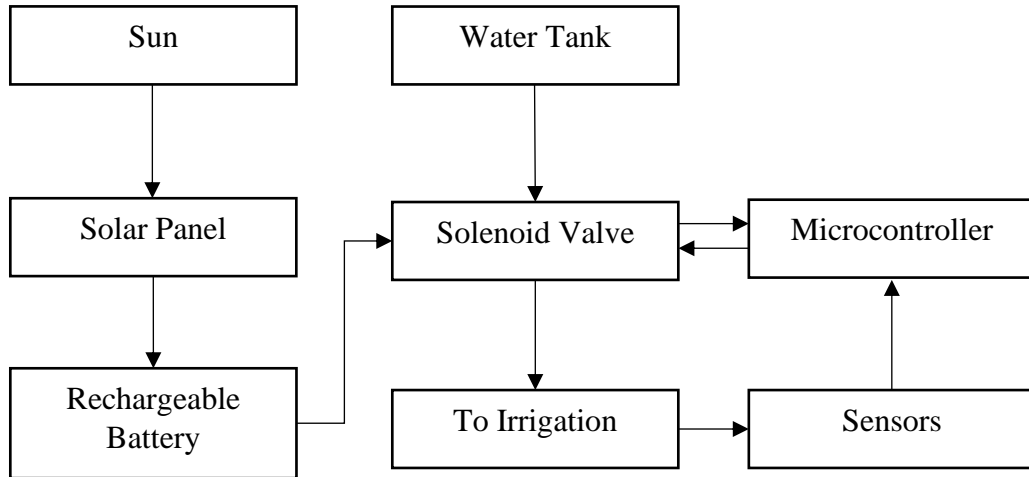 Sun
Water Tank
Solar Panel
Solenoid Valve
Microcontroller
Rechargeable
Battery
To Irrigation
Sensors